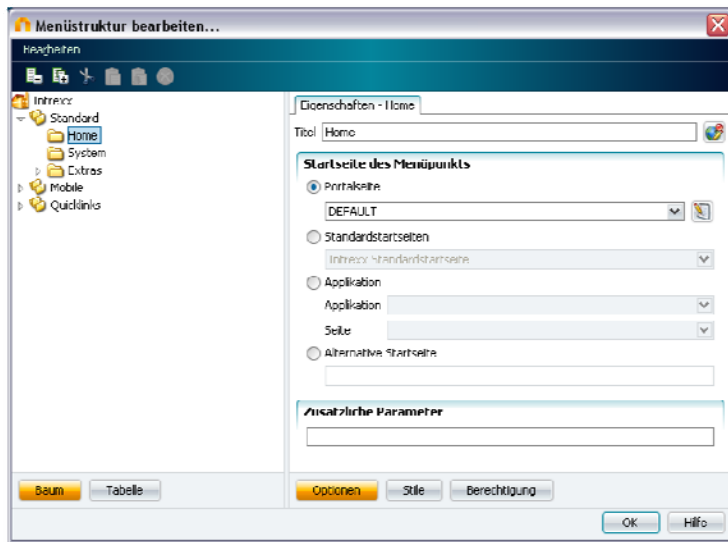 Menüstruktur bearbeiten...
Bearbeiten
Intrexx
Standard
Home
System
Extras
Mobile
Quicklinks
Baum
Tabelle
Eigenschaften - Home
Titel Home
Startseite des Menüpunkts
Portalseite
DEFAULT
Standardstartseiten
Intrexx Standardstartseite
Applikation
Applikation
Seite
Alternative Startseite
Zusätzliche Parameter
Optionen
Stile
Berechtigung
OK
Hilfe